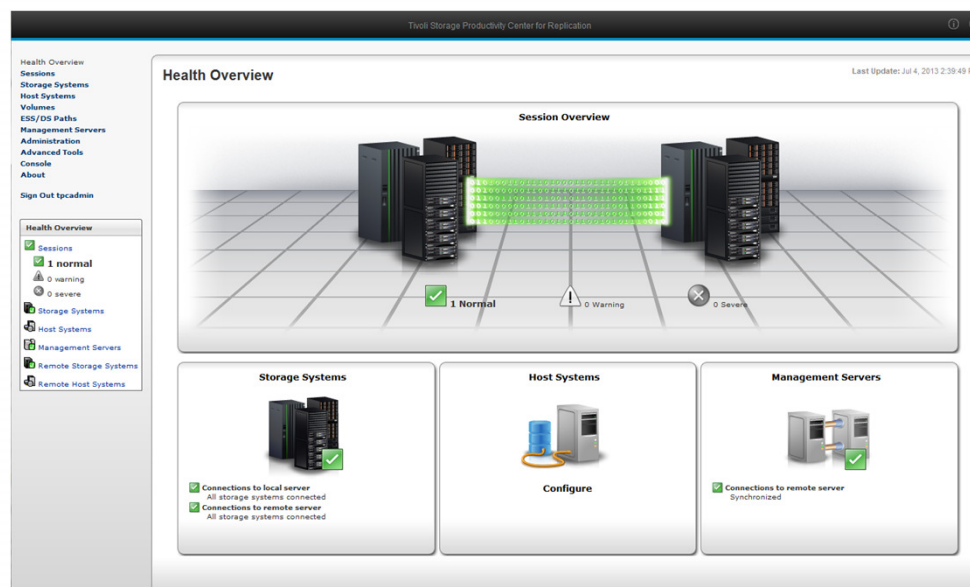 Tivoli Storage Productivity Center for Replication
Health Overview
Sessions
Storage Systems
Host Systems
Volumes
ESS/DS Paths
Management Servers
Administration
Advanced Tools
Console
About
Sign Out tpcadmin
Health Overview
Sessions
1 normal
0 warning
0 severe
Storage Systems
Host Systems
Management Servers
Remote Storage Systems
Remote Host Systems
Health Overview
Last Update: Jul 4, 2013 2:39:49
Session Overview
1 Normal
0 Warning
0 Severe
Storage Systems
Connections to local server
All storage systems connected
Connections to remote server
All storage systems connected
Host Systems
Configure
Management Servers
Connections to remote server
Synchronized